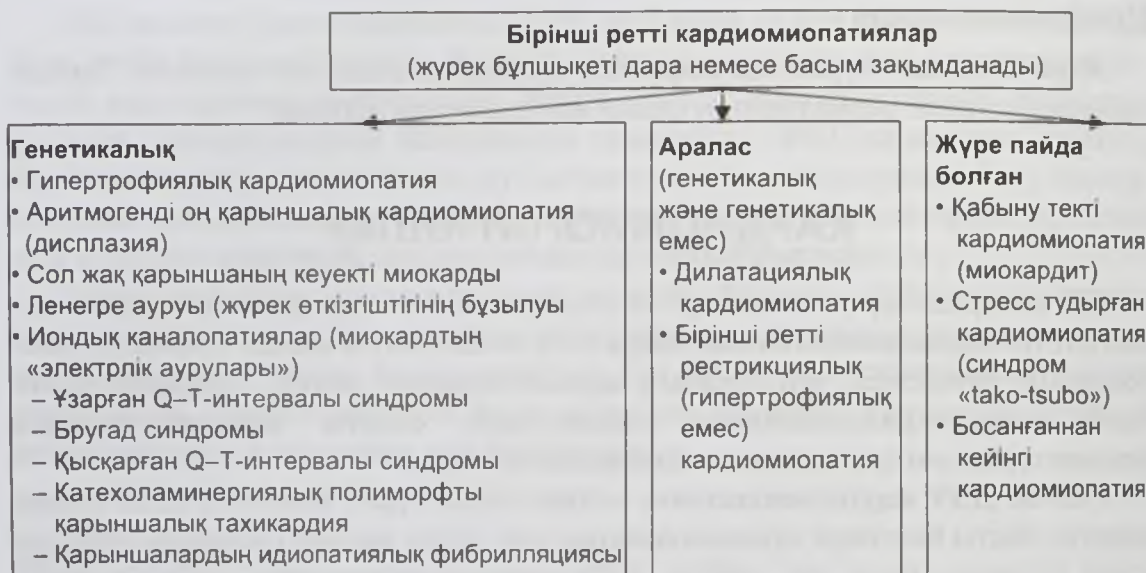 Бірінші ретті кардиомиопатиялар
(жүрек бұлшықеті дара немесе басым зақымданады)
Генетикалық
• Гипертрофиялық кардиомиопатия
• Аритмогенді оң қарыншалық кардиомиопатия
(дисплазия)
• Сол жақ қарыншаның кеуекті миокарды
• Ленегре ауруы (жүрек өткізгіштігінің бұзылуы
• Иондық каналопатиялар (миокардтың
«электрлік аурулары»)
– Ұзарған Q–T-интервалы синдромы
– Бругад синдромы
– Қысқарған Q–T-интервалы синдромы
– Катехоламинергиялық полиморфты
қарыншалық тахикардия
– Қарыншалардың идиопатиялық фибрилляциясы
Аралас
(генетикалық
және генетикалық
емес)
• Дилатациялық
кардиомиопатия
• Бірінші ретті
рестрикциялық
(гипертрофиялық
емес)
кардиомиопатия
Жүре пайда
болған
• Қабыну текті
кардиомиопатия
(миокардит)
• Стресс тудырған
кардиомиопатия
(синдром
«tako-tsubo»)
• Босанғаннан
кейінгі
кардиомиопатия